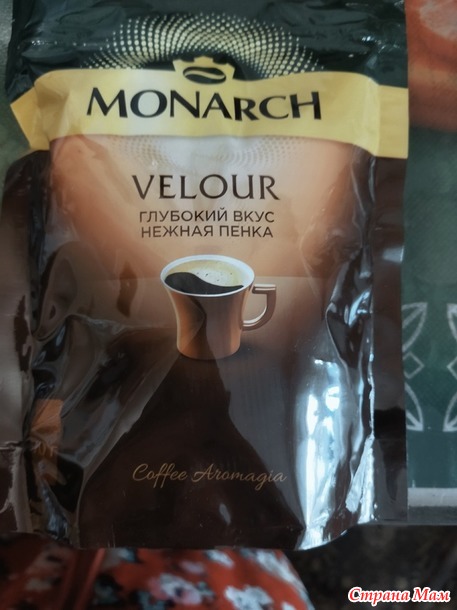 MONARCH
VELOUR
ГЛУБОКИЙ ВКУС
НЕЖНАЯ ПЕНКА
Coffee Aromagia
Страна Мам